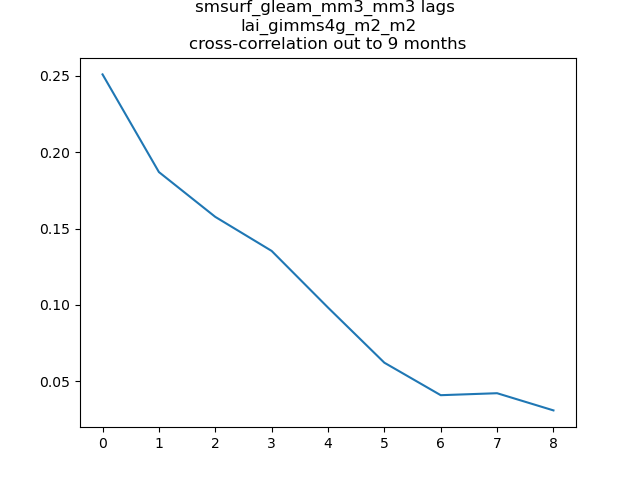 smsurf_gleam_mm3_mm3 lags
lai_gimms4g_m2_m2
cross-correlation out to 9 months
0.25
0.20
0.15
0.10
0.05
0 1 2 3 4 5 6 7 8